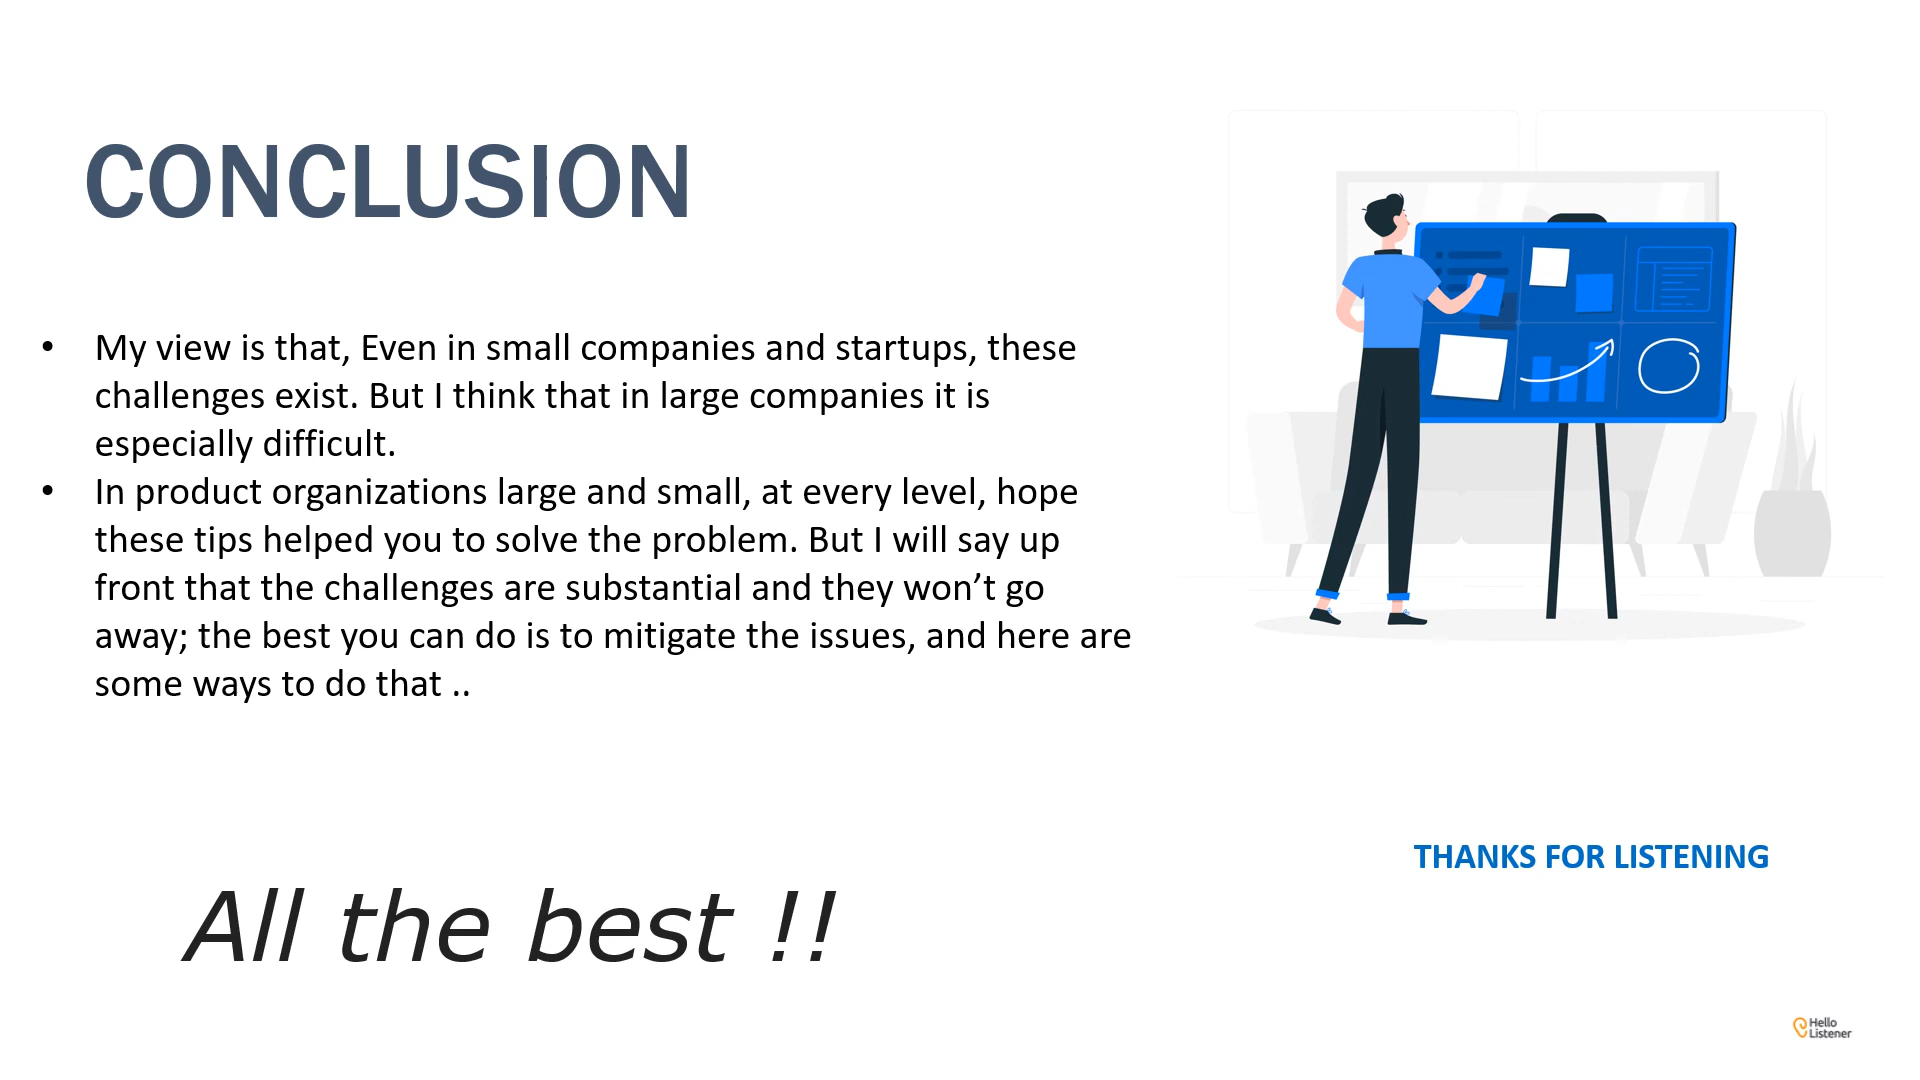 CONCLUSION
• My view is that, Even in small companies and startups, these
challenges exist. But I think that in large companies it is
especially difficult.
• In product organizations large and small, at every level, hope
these tips helped you to solve the problem. But I will say up
front that the challenges are substantial and they won’t go
away; the best you can do is to mitigate the issues, and here are
some ways to do that ..
THANKS FOR LISTENING
All the best !!
Hello
Listener